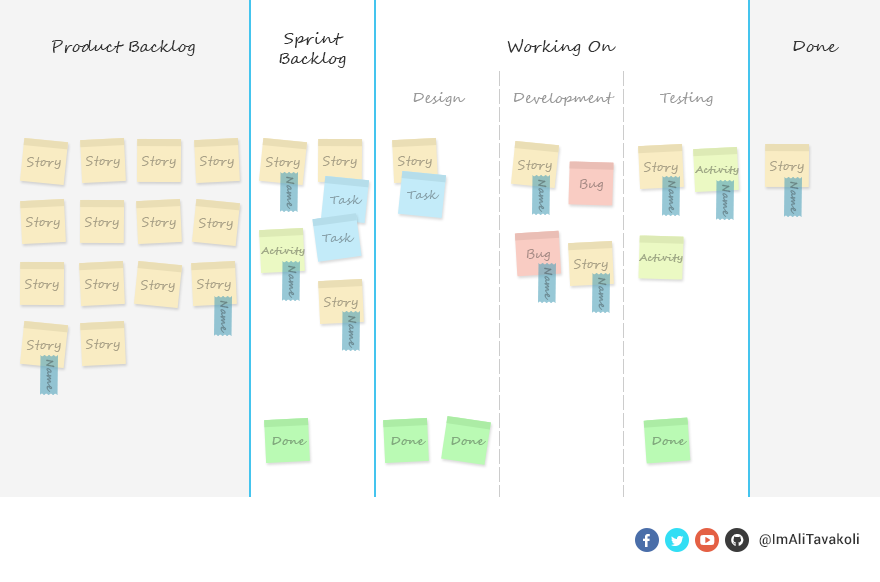 Product Backlog
Sprint
Backlog
Working On
Done
Design
Development
Testing
Story
Story
Story
Story
Story
Story
Story
Story
Story
Story
Story
Story
Name
Story
Name
Story
Story
Name
Story
Task
Task
Activity
Name
Story
Name
Done
Story
Task
Done
Done
Story
Name
Bug
Bug
Name
Story
Name
Story
Name
Activity
Name
Activity
Done
Story
Name
@ImAliTavakoli